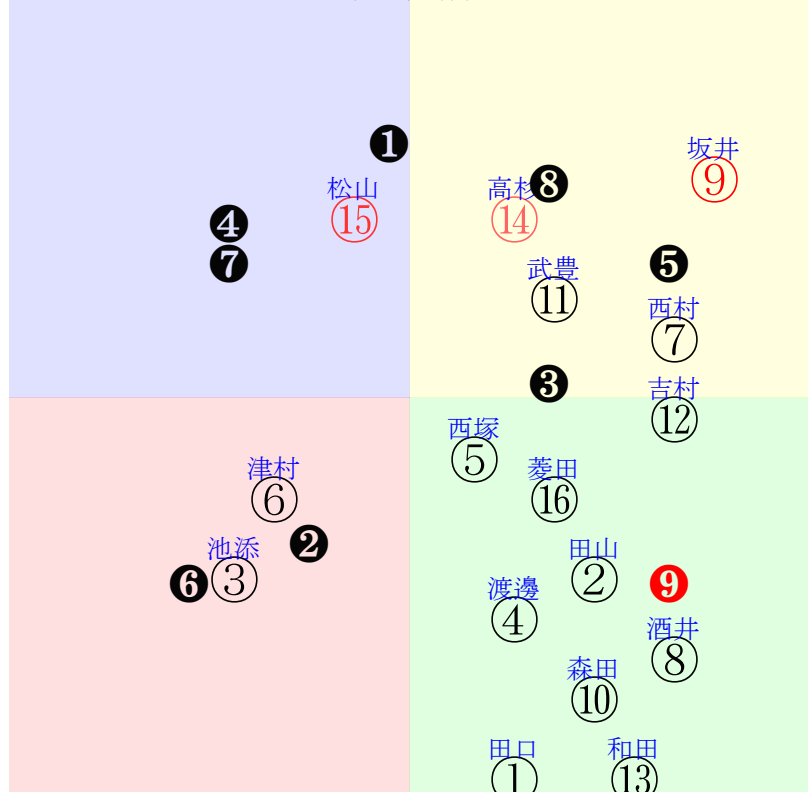 ❶
坂井
⑨
松山
⑮
高杉
❽
⑭
❹
❼
武豊
⑪
❺
西村
⑦
❸
吉村
⑫
西塚
⑤
津村
⑥
菱田
⑯
❷
池添
③
❻
田山
②
❾
渡邊
④
酒井
⑧
森田
⑩
田口
①
和田
⑬